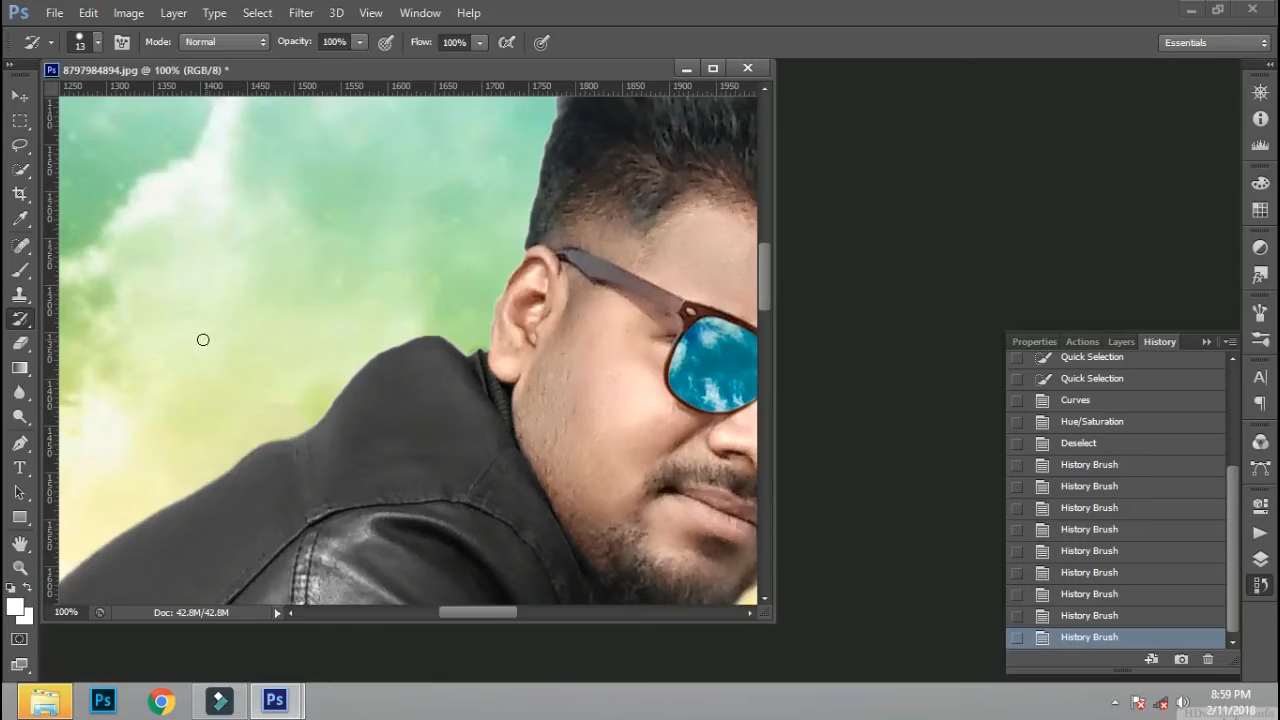 Ps File Edit Image Layer Type Select Filter 3D View Window Help
13 Mode: Normal Opacity: 100% Flow: 100% Essentials
Ps 8797984894.jpg @ 100% (RGB/8) *
1250 1300 1350 1400 1450 1500 1550 1600 1650 1700 1750 1800 1850 1900 1950
Properties Actions Layers History
Quick Selection
Quick Selection
Curves
Hue/Saturation
Deselect
History Brush
History Brush
History Brush
History Brush
History Brush
History Brush
History Brush
History Brush
History Brush
100% Doc: 42.8M/42.8M
Ps Ps 8:59 PM
2/11/2018